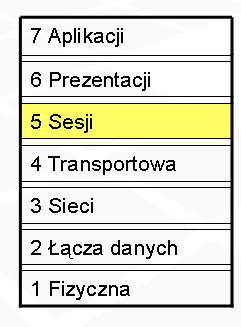 7 Aplikacji
6 Prezentacji
5 Sesji
4 Transportowa
3 Sieci
2 Łącza danych
1 Fizyczna